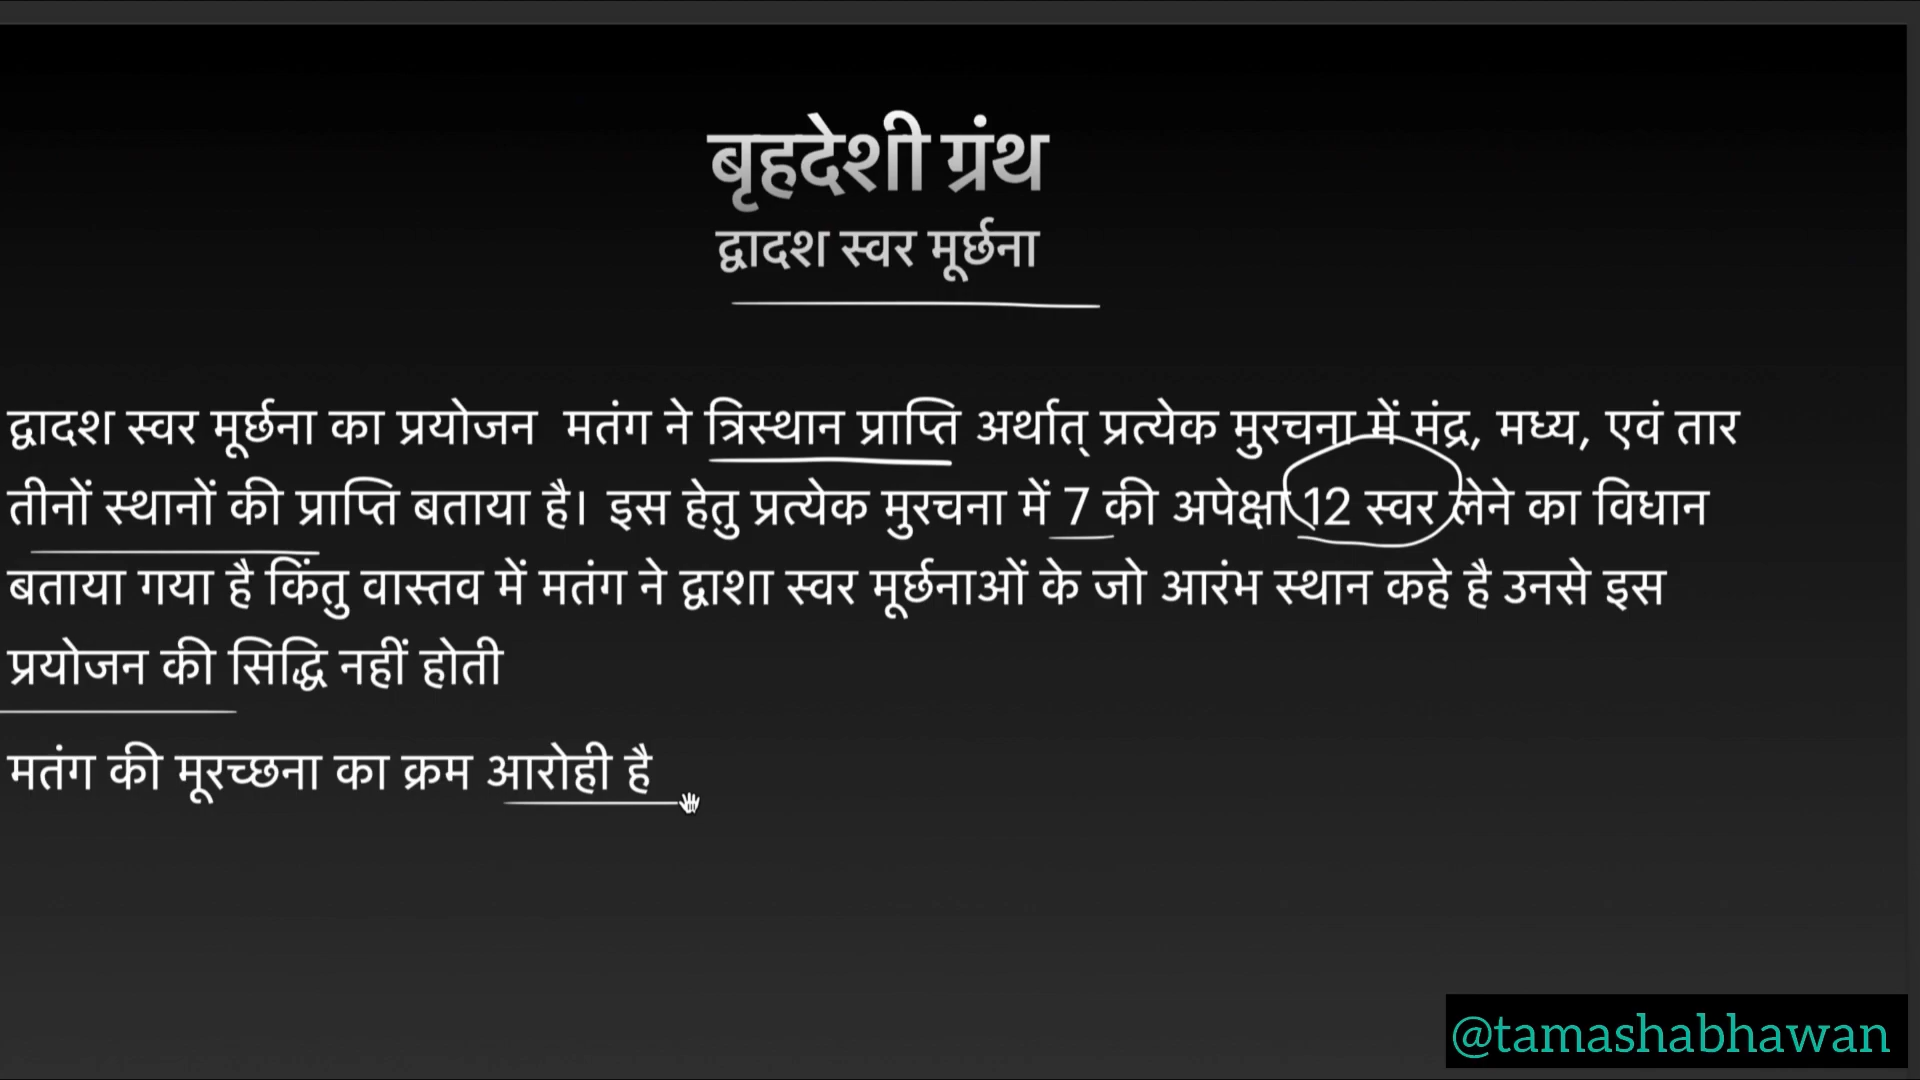 बृहदेशी ग्रंथ
द्वादश स्वर मूर्छना
द्वादश स्वर मूर्छना का प्रयोजन मतंग ने त्रिस्थान प्राप्ति अर्थात् प्रत्येक मुरचना में मंद्र, मध्य, एवं तार
तीनों स्थानों की प्राप्ति बताया है। इस हेतु प्रत्येक मुरचना में 7 की अपेक्षा 12 स्वर लेने का विधान
बताया गया है किंतु वास्तव में मतंग ने द्वाशा स्वर मूर्छनाओं के जो आरंभ स्थान कहे है उनसे इस
प्रयोजन की सिद्धि नहीं होती
मतंग की मूरच्छना का क्रम आरोही है
@tamashabhawan